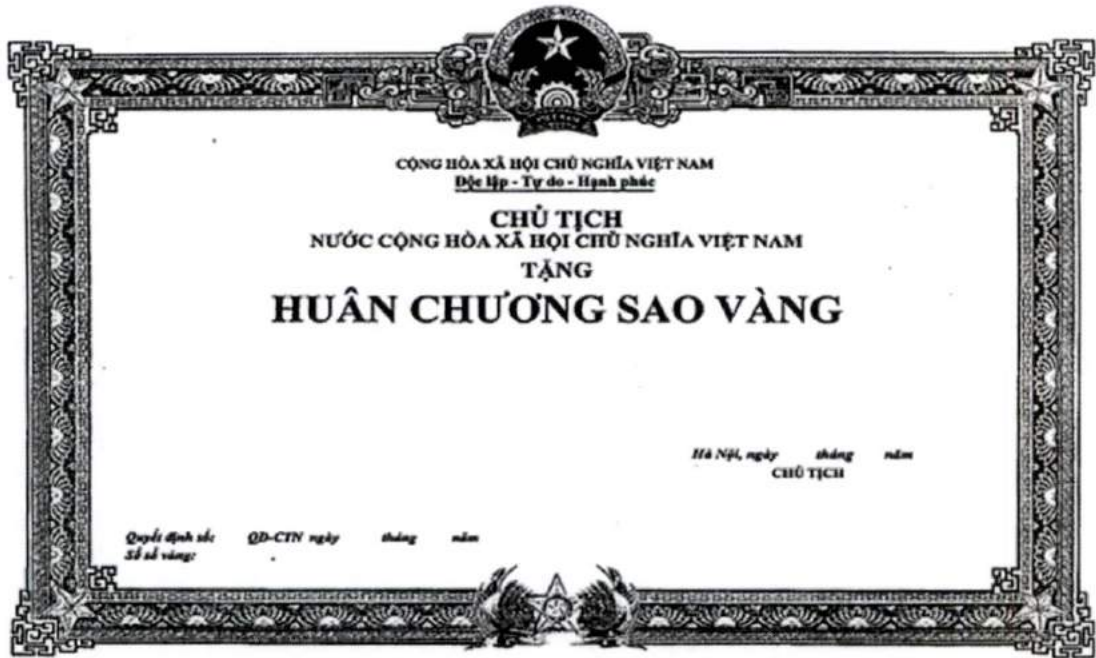 CỘNG HÒA XÃ HỘI CHỦ NGHĨA VIỆT NAM
Độc lập - Tự do - Hạnh phúc
CHỦ TỊCH
NƯỚC CỘNG HÒA XÃ HỘI CHỦ NGHĨA VIỆT NAM
TẶNG
HUÂN CHƯƠNG SAO VÀNG
Hà Nội, ngày tháng năm
CHỦ TỊCH
Quyết định số: QĐ-CTN ngày tháng năm
Số sổ vàng: